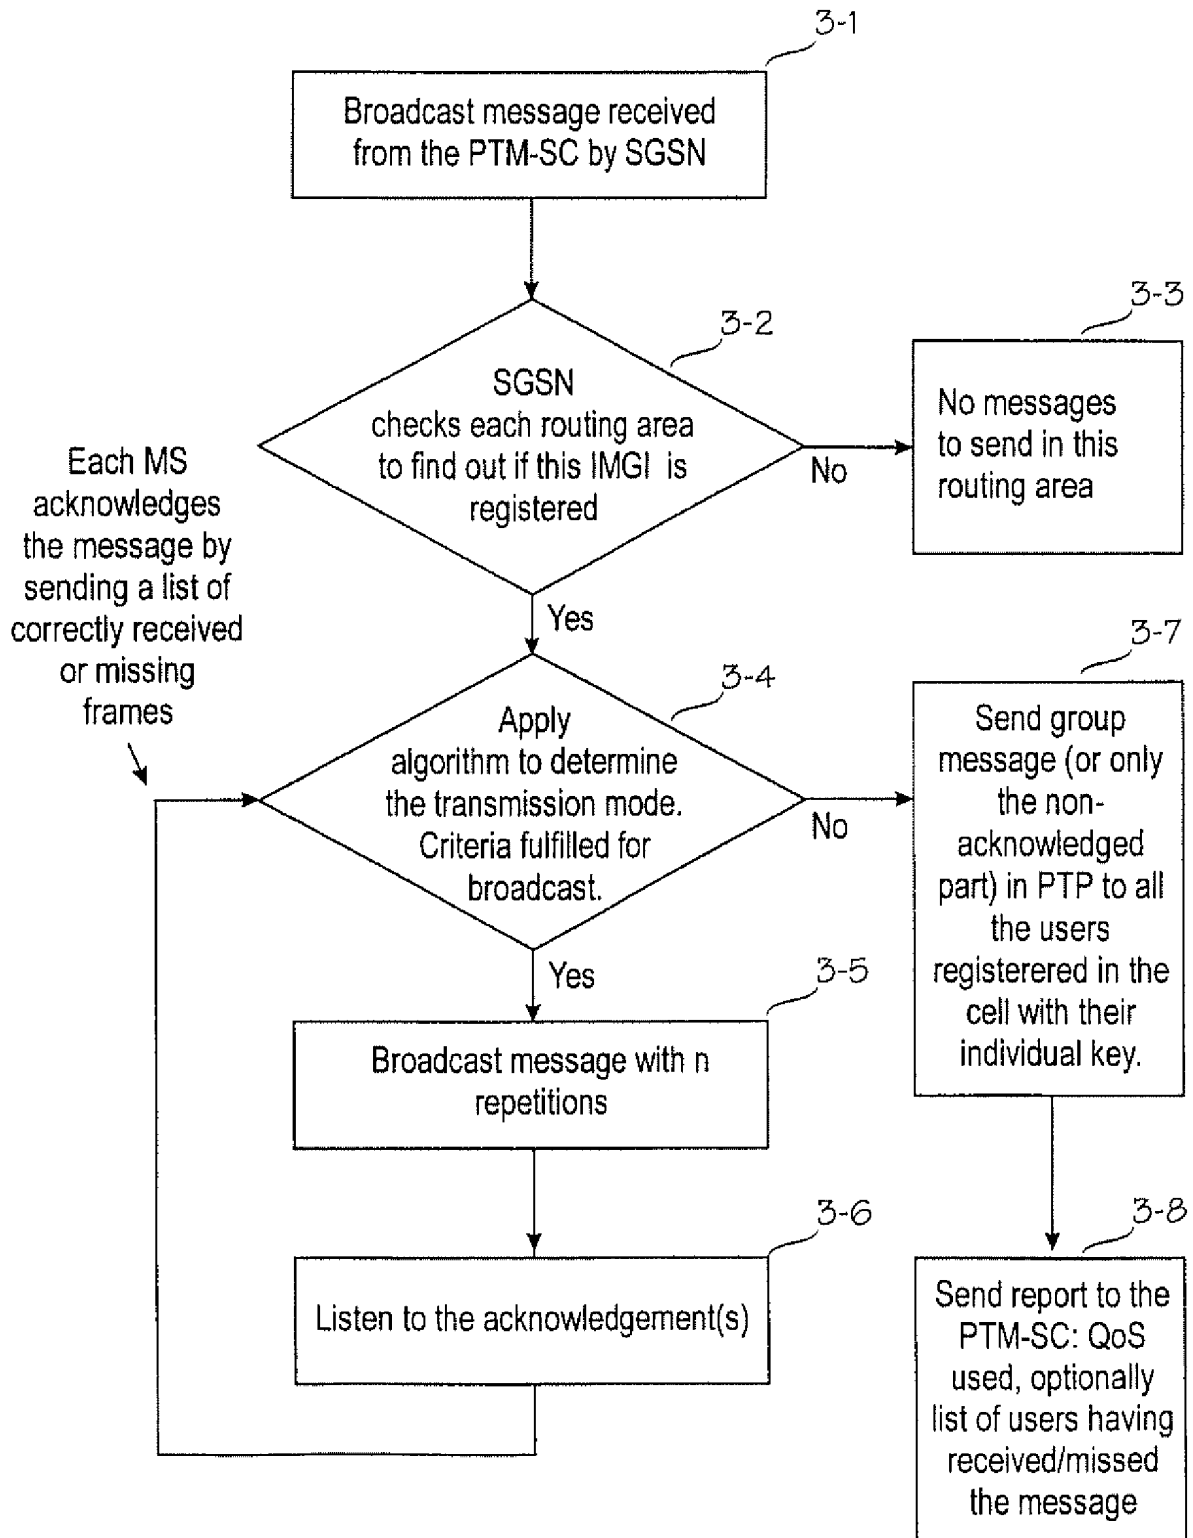 3-1
Broadcast message received
from the PTM-SC by SGSN
3-2
SGSN
checks each routing area
to find out if this IMGI is
registered
No
3-3
No messages
to send in this
routing area
Each MS
acknowledges
the message by
sending a list of
correctly received
or missing
frames
Yes
3-4
Apply
algorithm to determine
the transmission mode.
Criteria fulfilled for
broadcast.
No
3-7
Send group
message (or only
the non-
acknowledged
part) in PTP to all
the users
registerered in the
cell with their
individual key.
Yes
3-5
Broadcast message with n
repetitions
3-6
Listen to the acknowledgement(s)
3-8
Send report to the
PTM-SC: QoS
used, optionally
list of users having
received/missed
the message